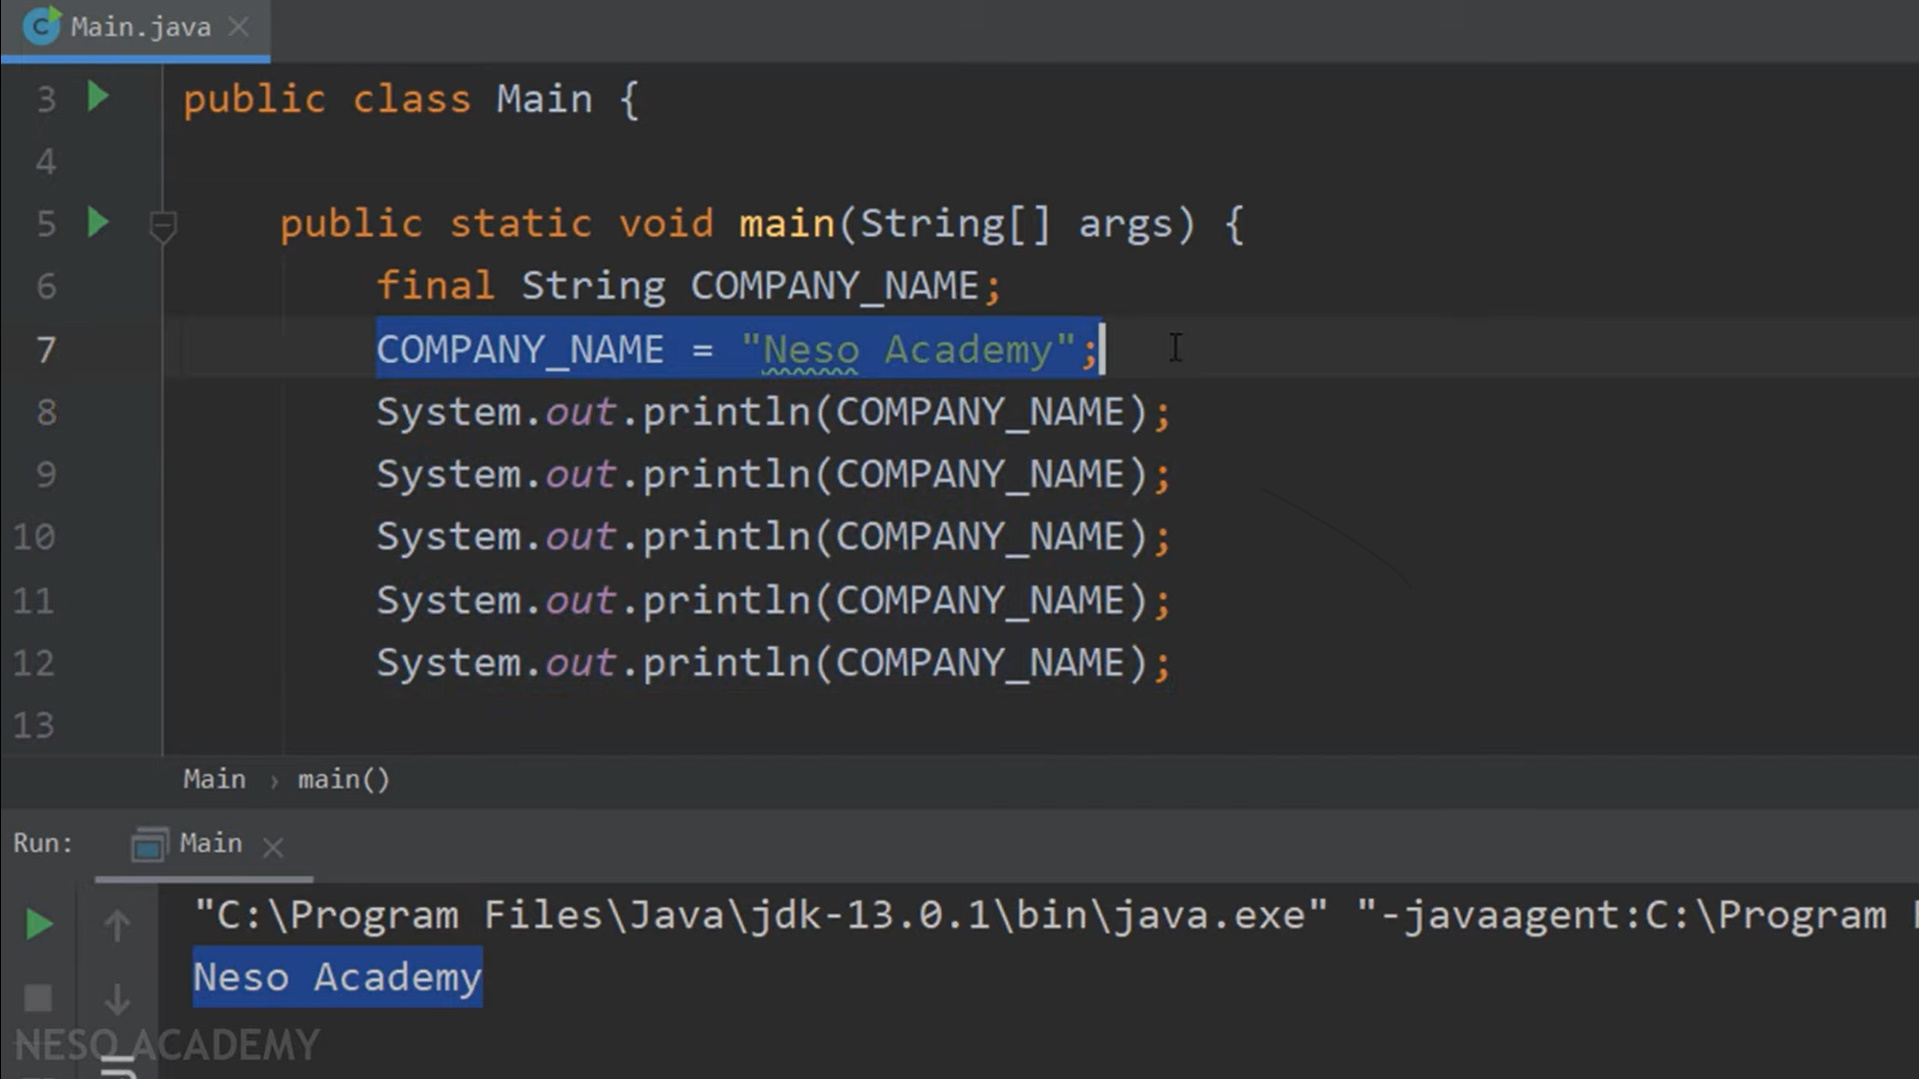 Main.java
3 public class Main {
4
5 public static void main(String[] args) {
6 final String COMPANY_NAME;
7 COMPANY_NAME = "Neso Academy";
8 System.out.println(COMPANY_NAME);
9 System.out.println(COMPANY_NAME);
10 System.out.println(COMPANY_NAME);
11 System.out.println(COMPANY_NAME);
12 System.out.println(COMPANY_NAME);
13
Main › main()
Run: Main
"C:\Program Files\Java\jdk-13.0.1\bin\java.exe" "-javaagent:C:\Program
Neso Academy
NESO ACADEMY